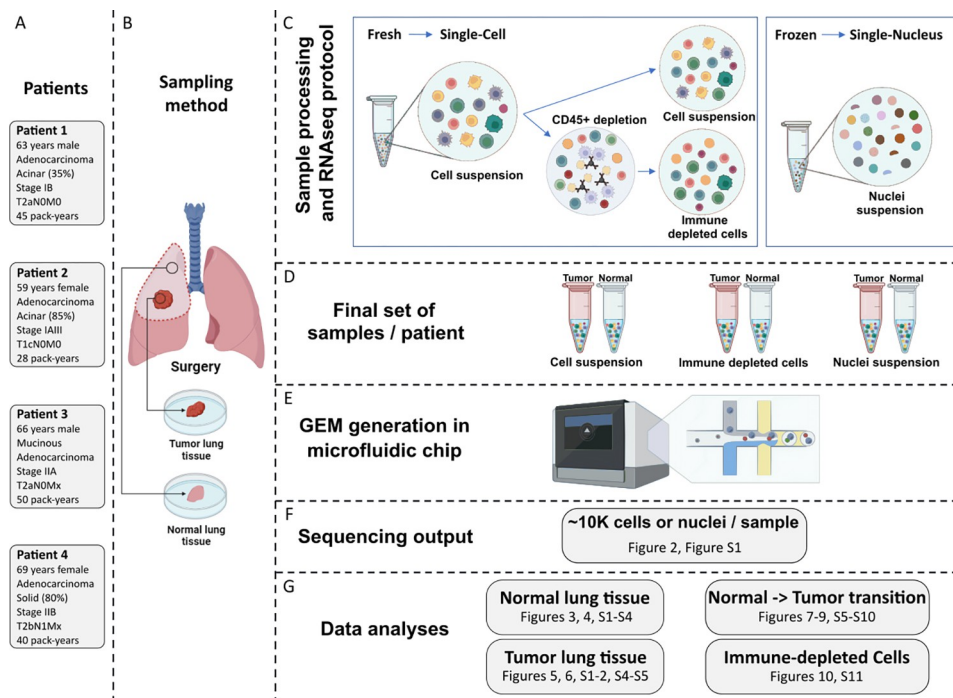 A
Patients
Patient 1
63 years male
Adenocarcinoma
Acinar (35%)
Stage IB
T2aN0M0
45 pack-years
Patient 2
59 years female
Adenocarcinoma
Acinar (85%)
Stage IAIII
T1cN0M0
28 pack-years
Patient 3
66 years male
Mucinous
Adenocarcinoma
Stage IIA
T2aN0Mx
50 pack-years
Patient 4
69 years female
Adenocarcinoma
Solid (80%)
Stage IIB
T2bN1Mx
40 pack-years
B
Sampling
method
Surgery
Tumor lung
tissue
Normal lung
tissue
C
Sample processing
and RNAseq protocol
Fresh
Single-Cell
Cell suspension
CD45+ depletion
Cell suspension
Immune
depleted cells
Frozen
Single-Nucleus
Nuclei
suspension
D
Final set of
samples / patient
Tumor Normal
Cell suspension
Tumor Normal
Immune depleted cells
Tumor Normal
Nuclei suspension
E
GEM generation in
microfluidic chip
F
Sequencing output
~10K cells or nuclei / sample
Figure 2, Figure S1
G
Data analyses
Normal lung tissue
Figures 3, 4, S1-S4
Normal -> Tumor transition
Figures 7-9, S5-S10
Tumor lung tissue
Figures 5, 6, S1-2, S4-S5
Immune-depleted Cells
Figures 10, S11